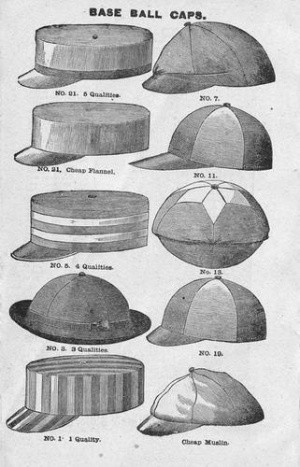 BASE BALL CAPS.
NO. 21. 5 Qualities.
NO. 7.
NO. 21, Cheap Flannel.
NO. 11.
NO. 5. 4 Qualities.
No. 13.
NO. 3. 3 Qualities
NO. 19.
NO. 1. 1 Quality.
Cheap Muslin.